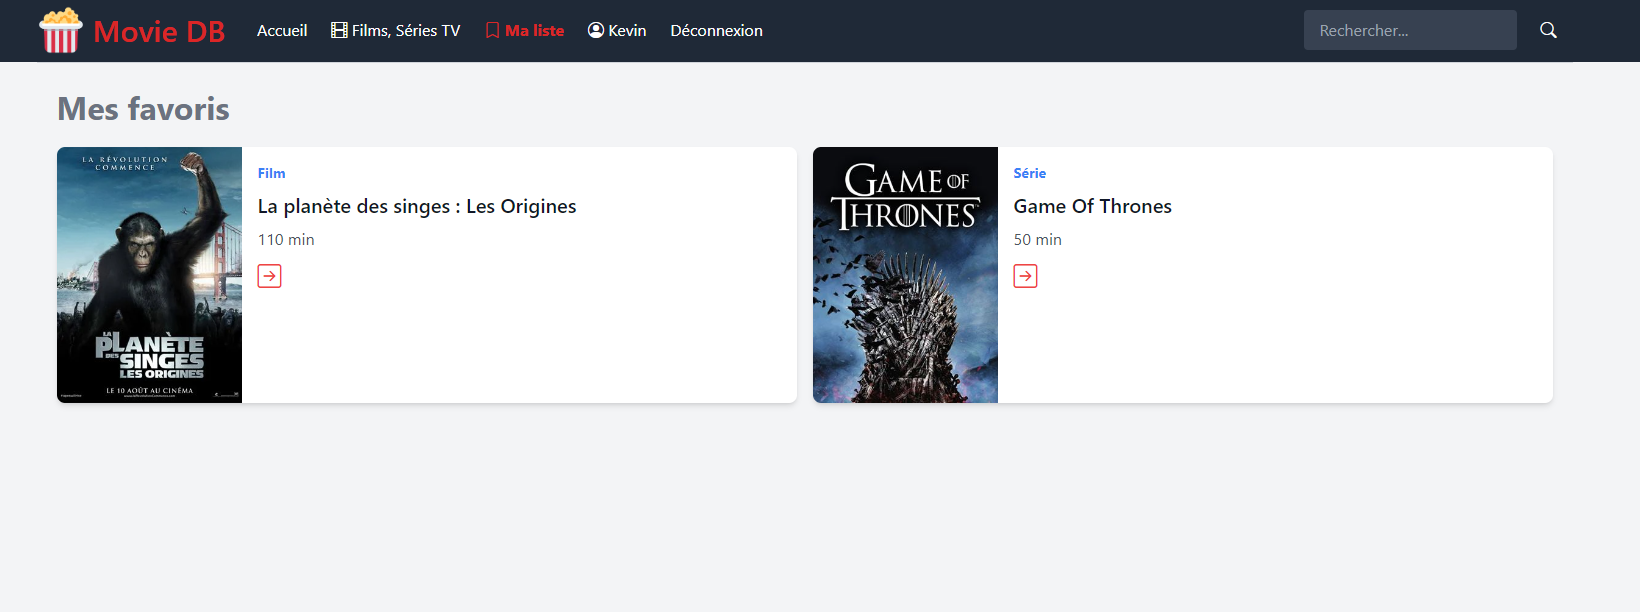 Movie DB
Accueil
Films, Séries TV
Ma liste
Kevin
Déconnexion
Rechercher...
Mes favoris
LA RÉVOLUTION
COMMENCE
LA
PLANÈTE
DES SINGES
LES ORIGINES
LE 10 AOÛT AU CINÉMA
Film
La planète des singes : Les Origines
110 min
GAME OF
THRONES
Série
Game Of Thrones
50 min